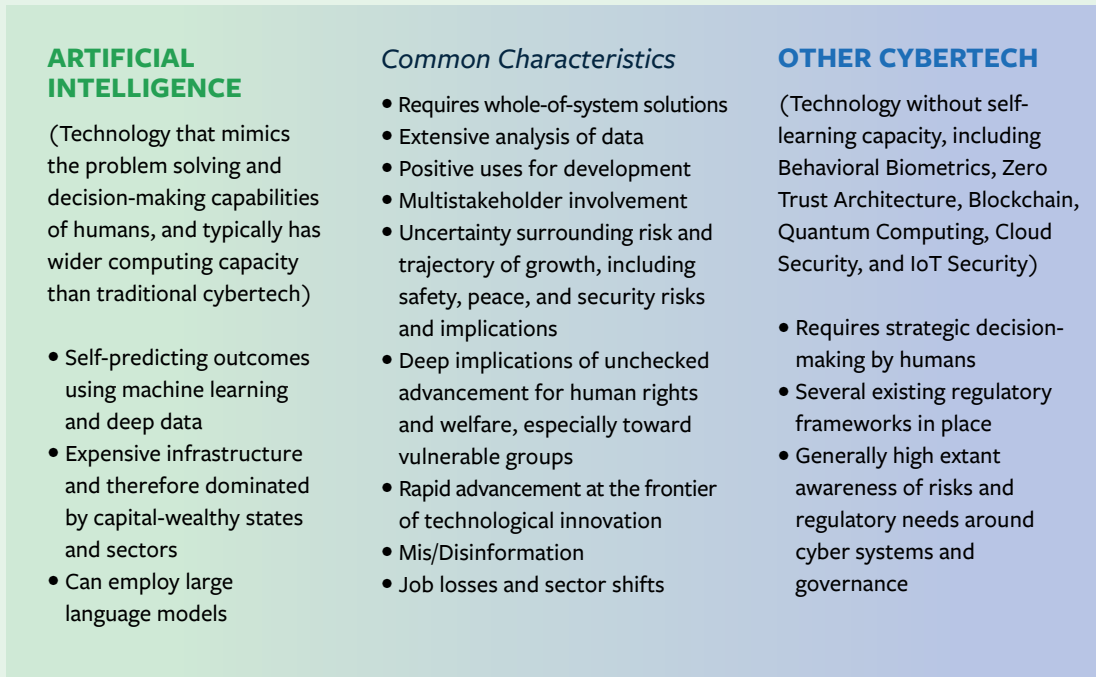 ARTIFICIAL
INTELLIGENCE
(Technology that mimics
the problem solving and
decision-making capabilities
of humans, and typically has
wider computing capacity
than traditional cybertech)
• Self-predicting outcomes
using machine learning
and deep data
• Expensive infrastructure
and therefore dominated
by capital-wealthy states
and sectors
• Can employ large
language models
Common Characteristics
• Requires whole-of-system solutions
• Extensive analysis of data
• Positive uses for development
• Multistakeholder involvement
• Uncertainty surrounding risk and
trajectory of growth, including
safety, peace, and security risks
and implications
• Deep implications of unchecked
advancement for human rights
and welfare, especially toward
vulnerable groups
• Rapid advancement at the frontier
of technological innovation
• Mis/Disinformation
• Job losses and sector shifts
OTHER CYBERTECH
(Technology without self-
learning capacity, including
Behavioral Biometrics, Zero
Trust Architecture, Blockchain,
Quantum Computing, Cloud
Security, and IoT Security)
• Requires strategic decision-
making by humans
• Several existing regulatory
frameworks in place
• Generally high extant
awareness of risks and
regulatory needs around
cyber systems and
governance